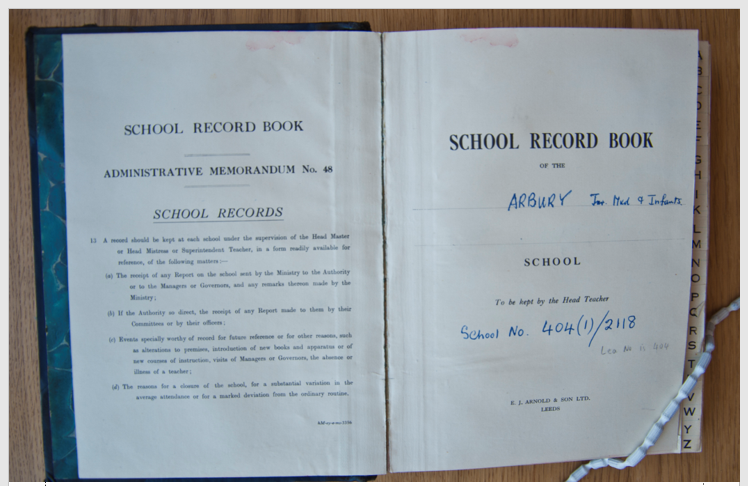 SCHOOL RECORD BOOK
ADMINISTRATIVE MEMORANDUM No. 48
SCHOOL RECORDS
13 A record should be kept at each school under the supervision of the Head Master
or Head Mistress or Superintendent Teacher, in a form readily available for
reference, of the following matters:—
(a) The receipt of any Report on the school sent by the Ministry to the Authority
or to the Managers or Governors, and any remarks thereon made by the
Ministry;
(b) If the Authority so direct, the receipt of any Report made to them by their
Committees or by their officers;
(c) Events specially worthy of record for future reference or for other reasons, such
as alterations to premises, introduction of new books and apparatus or of
new courses of instruction, visits of Managers or Governors, the absence or
illness of a teacher;
(d) The reasons for a closure of the school, for a substantial variation in the
average attendance or for a marked deviation from the ordinary routine.
SCHOOL RECORD BOOK
OF THE
ARBURY Jnr. Mxd & Infants
SCHOOL
To be kept by the Head Teacher
School No. 404(1)/2118
Lea No
E. J. ARNOLD & SON LTD.
LEEDS
A
B
C
D
E
F
G
H
I
K
L
M
N
O
P
R
S
T
V
W
Y
Z